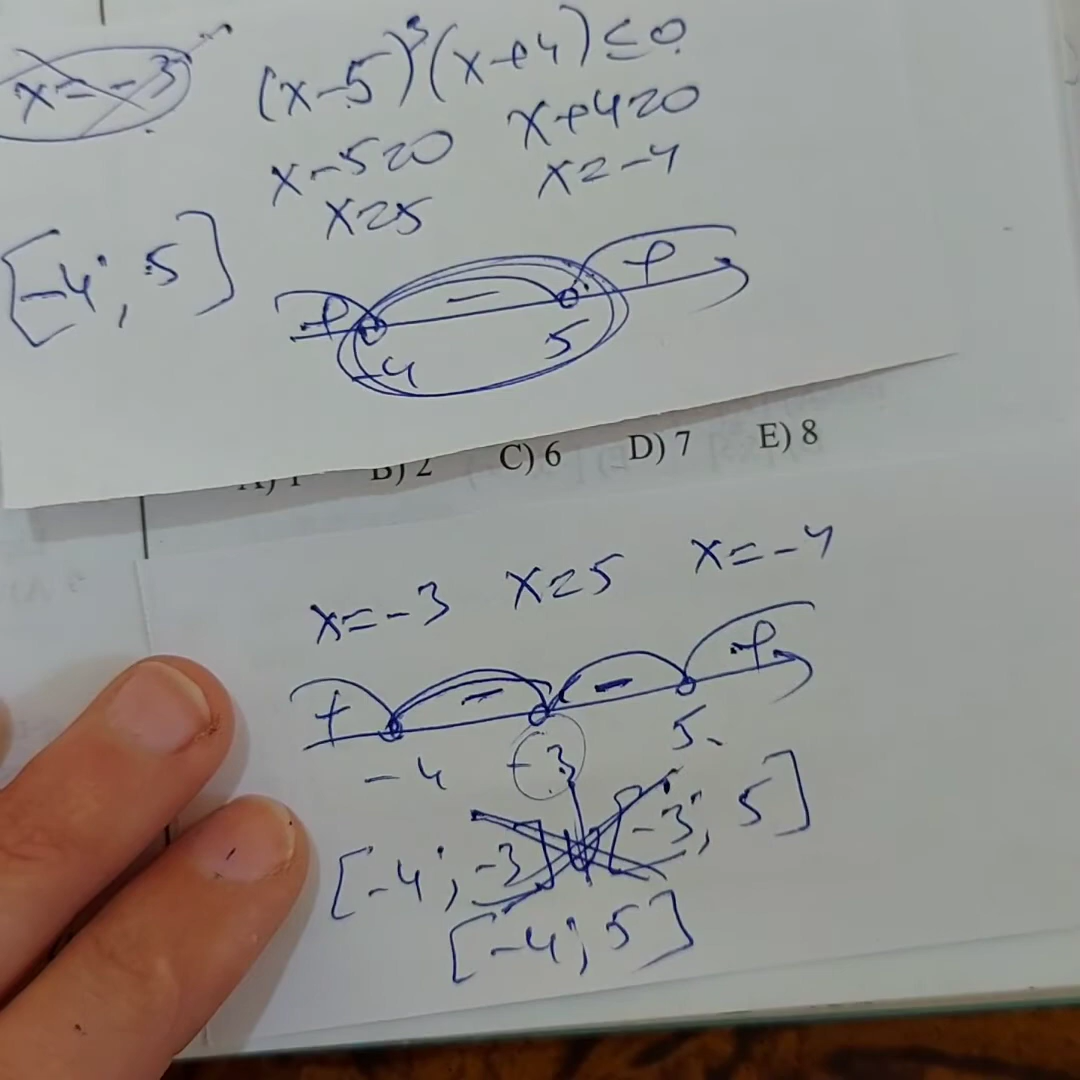 x=-3
(x-5)³(x+4)≤0
x-5=0 x+4=0
x=5 x=-4
[-4; 5]
+ - +
-4 5
B) 2 C) 6 D) 7 E) 8
x=-3 x=5 x=-4
+ - - +
-4 -3 5
[-4; -3] U [-3; 5]
[-4; 5]